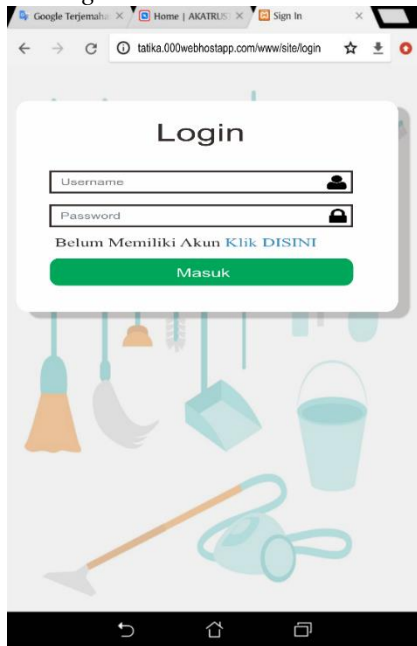 Google Terjemaha
Home | AKATRUS
Sign In
tatika.000webhostapp.com/www/site/login
Login
Username
Password
Belum Memiliki Akun Klik DISINI
Masuk